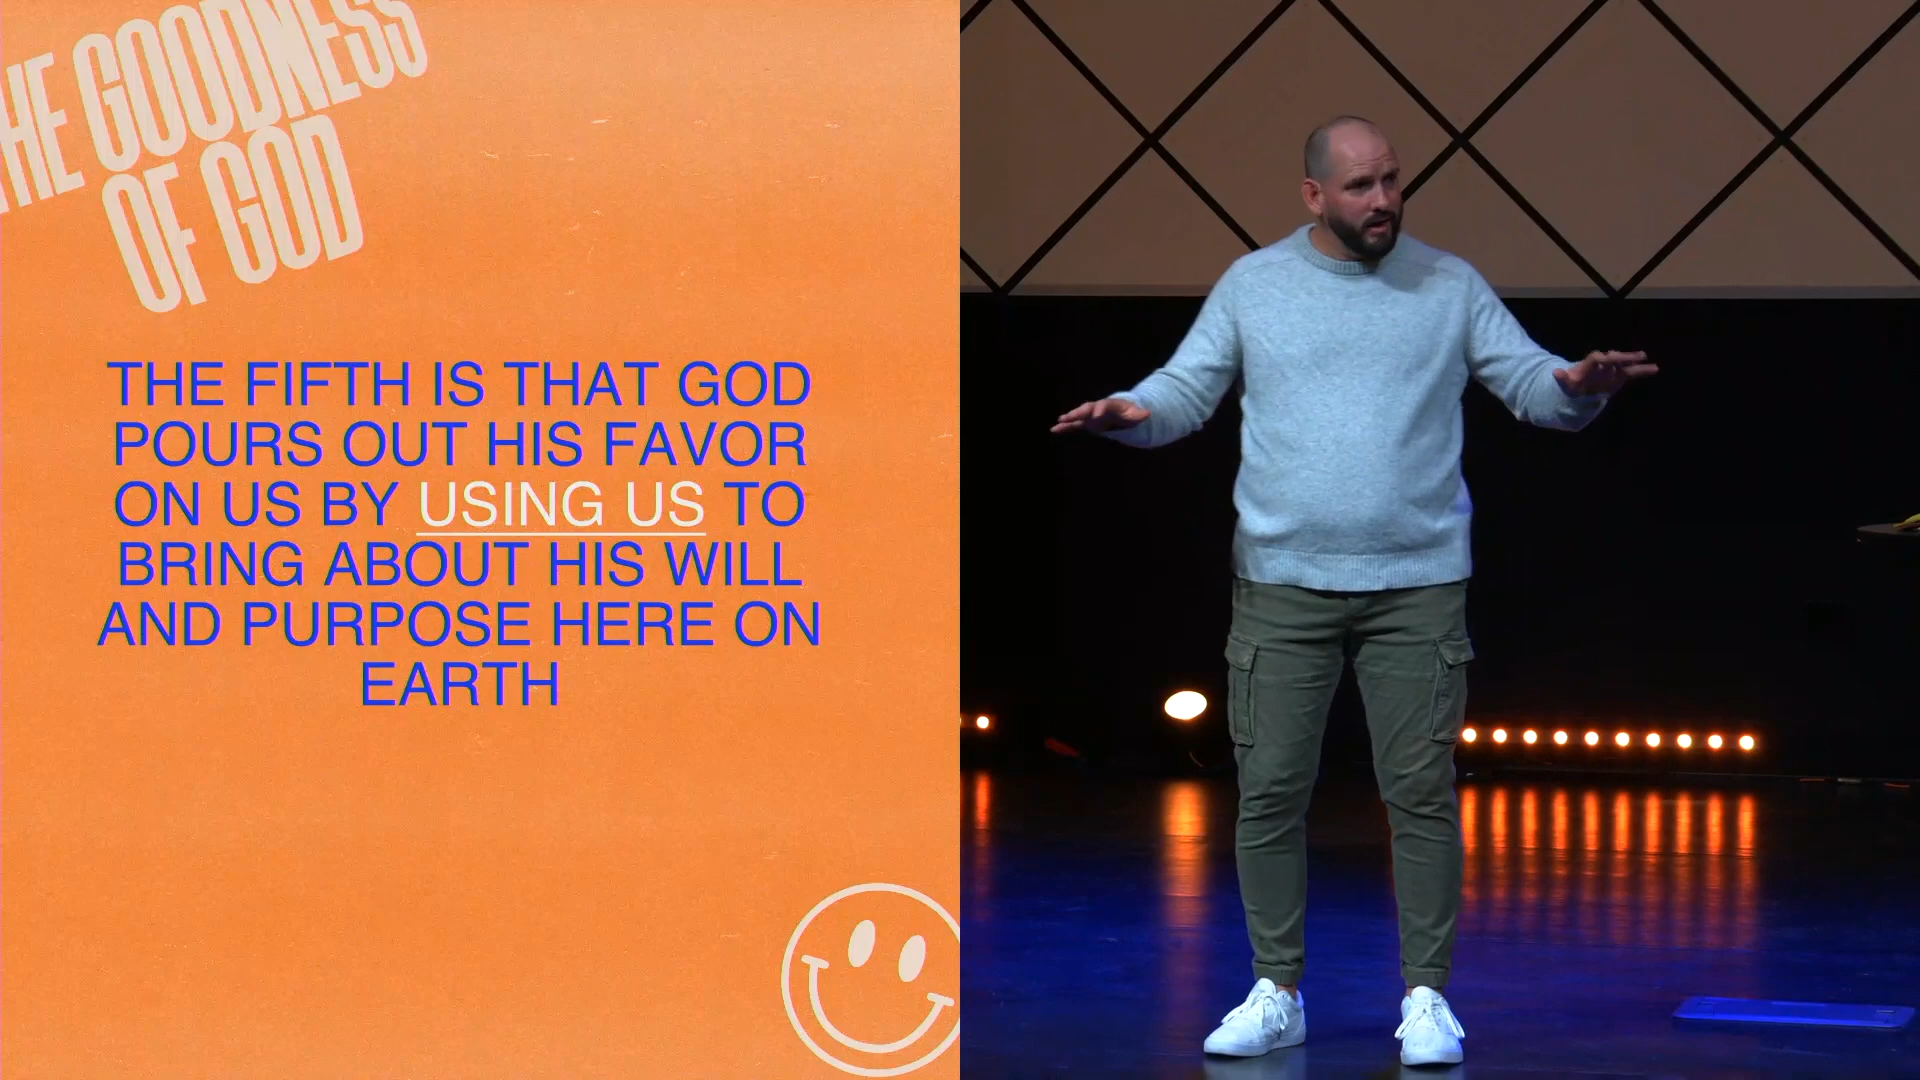 THE GOODNESS
OF GOD
THE FIFTH IS THAT GOD
POURS OUT HIS FAVOR
ON US BY USING US TO
BRING ABOUT HIS WILL
AND PURPOSE HERE ON
EARTH